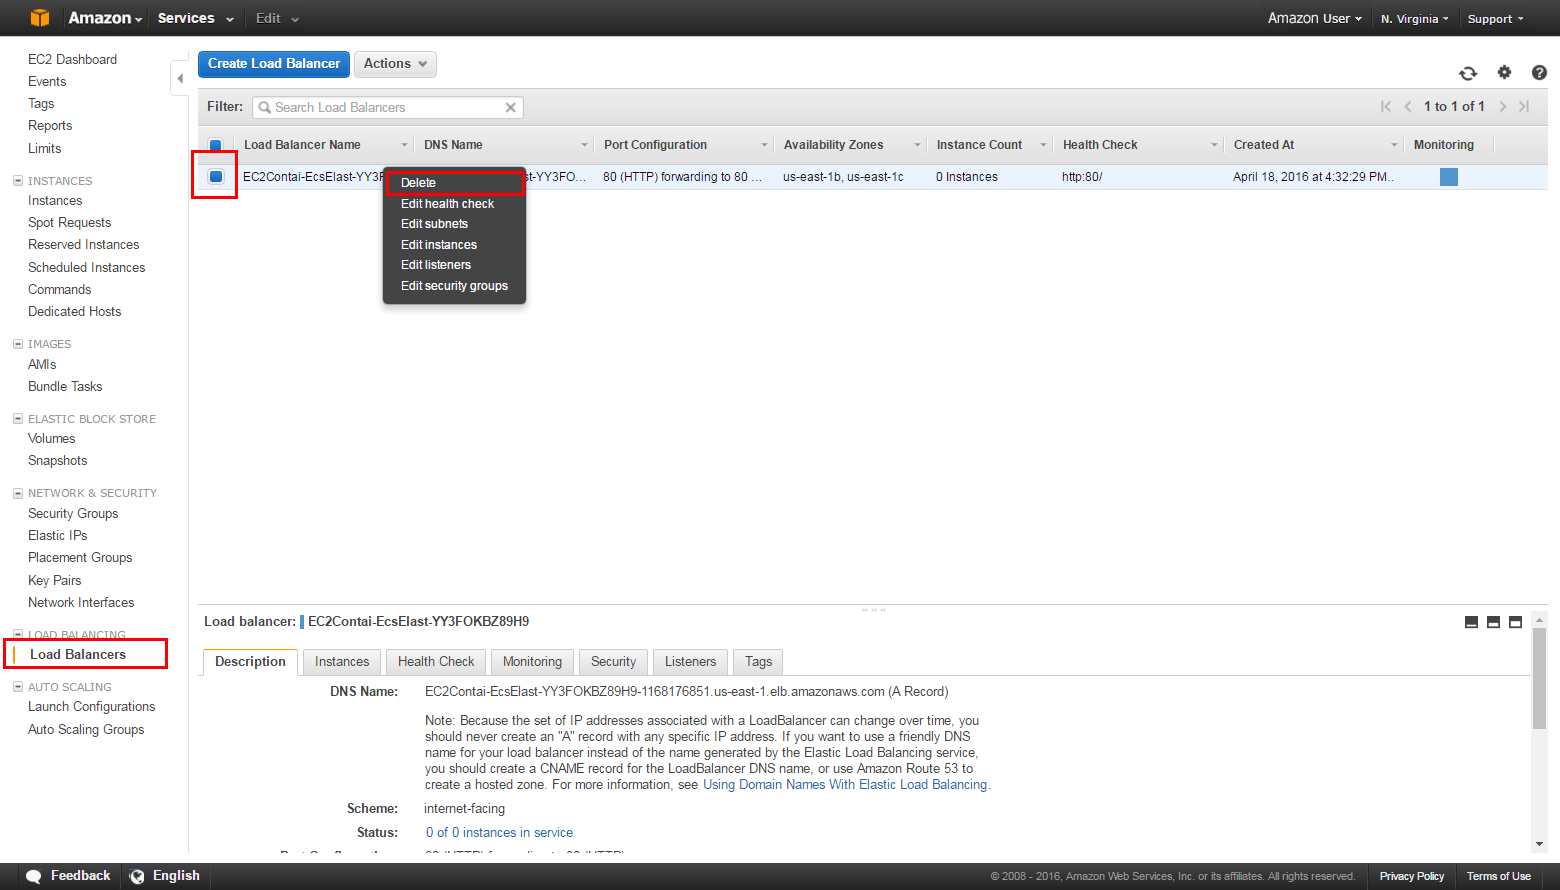 Amazon Services Edit Amazon User N. Virginia Support
EC2 Dashboard
Events
Tags
Reports
Limits
INSTANCES
Instances
Spot Requests
Reserved Instances
Scheduled Instances
Commands
Dedicated Hosts
IMAGES
AMIs
Bundle Tasks
ELASTIC BLOCK STORE
Volumes
Snapshots
NETWORK & SECURITY
Security Groups
Elastic IPs
Placement Groups
Key Pairs
Network Interfaces
LOAD BALANCING
Load Balancers
AUTO SCALING
Launch Configurations
Auto Scaling Groups
Create Load Balancer Actions
Filter: Search Load Balancers 1 to 1 of 1
Load Balancer Name DNS Name Port Configuration Availability Zones Instance Count Health Check Created At Monitoring
EC2Contai-EcsElast-YY3F st-YY3FO... 80 (HTTP) forwarding to 80 ... us-east-1b, us-east-1c 0 Instances http:80/ April 18, 2016 at 4:32:29 PM..
Delete
Edit health check
Edit subnets
Edit instances
Edit listeners
Edit security groups
Load balancer: EC2Contai-EcsElast-YY3FOKBZ89H9
Description Instances Health Check Monitoring Security Listeners Tags
DNS Name: EC2Contai-EcsElast-YY3FOKBZ89H9-1168176851.us-east-1.elb.amazonaws.com (A Record)
Note: Because the set of IP addresses associated with a LoadBalancer can change over time, you
should never create an "A" record with any specific IP address. If you want to use a friendly DNS
name for your load balancer instead of the name generated by the Elastic Load Balancing service,
you should create a CNAME record for the LoadBalancer DNS name, or use Amazon Route 53 to
create a hosted zone. For more information, see Using Domain Names With Elastic Load Balancing.
Scheme: internet-facing
Status: 0 of 0 instances in service
Feedback English © 2008 - 2016, Amazon Web Services, Inc. or its affiliates. All rights reserved. Privacy Policy Terms of Use